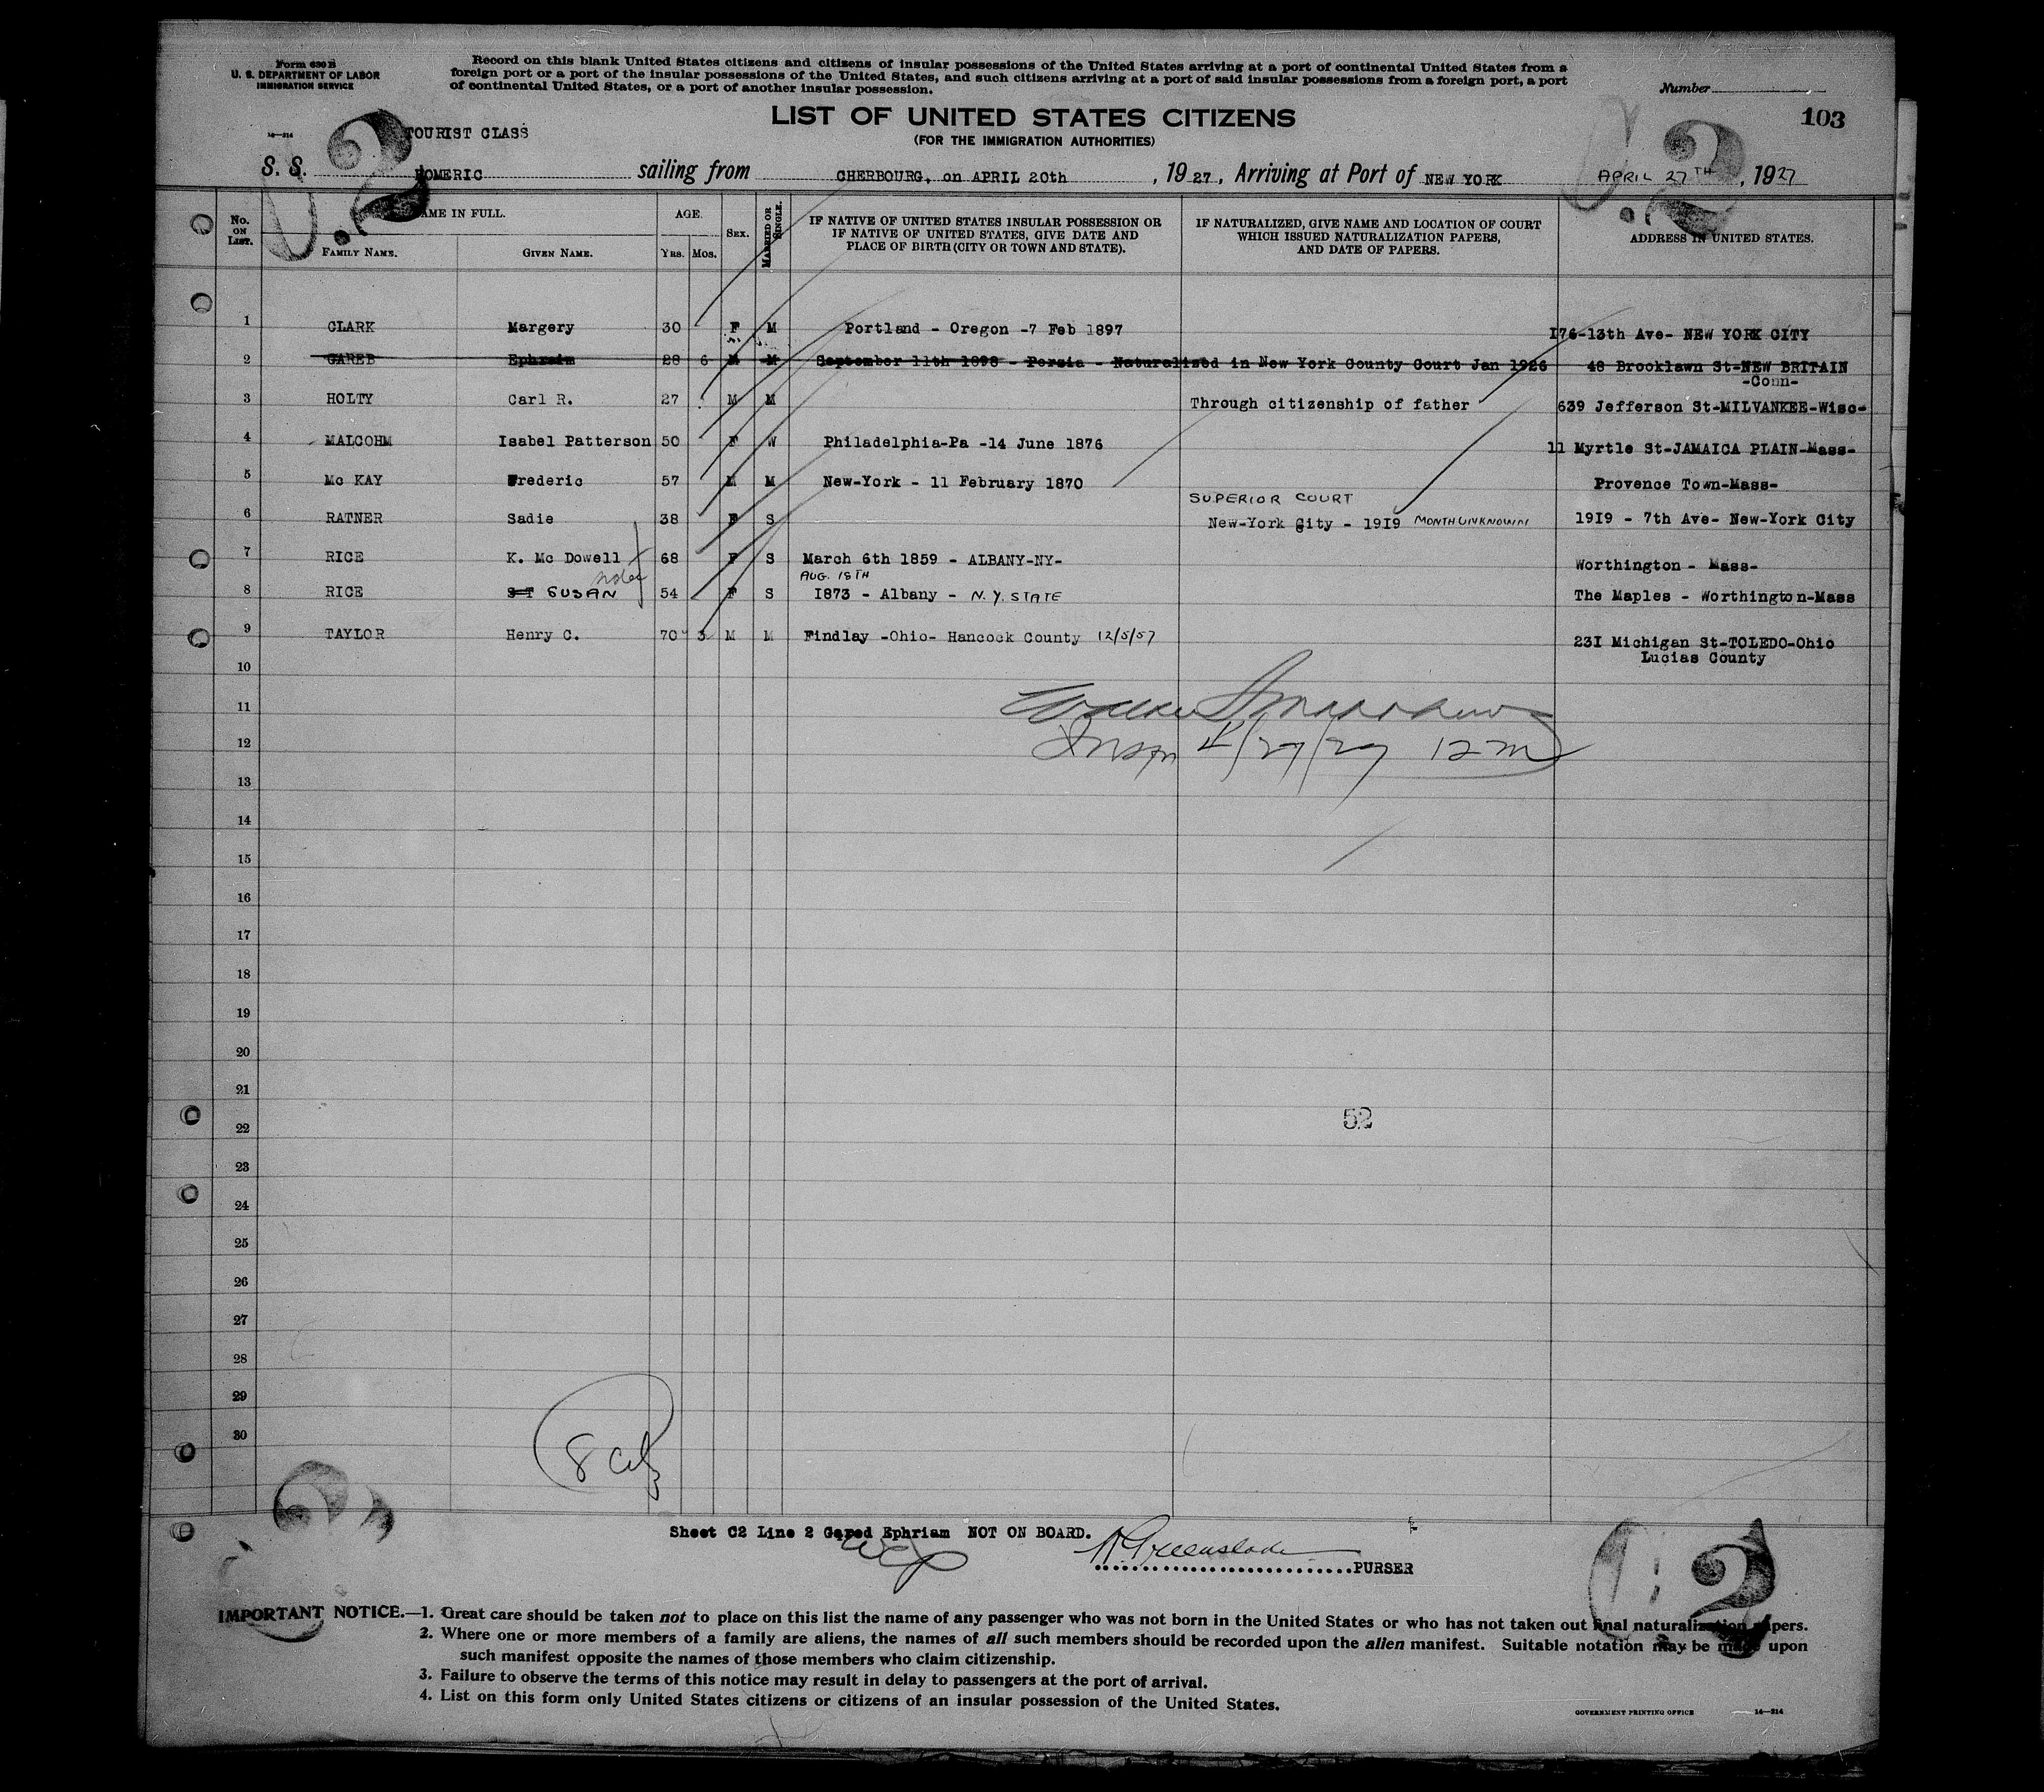 Form 630 B
U. S. DEPARTMENT OF LABOR
IMMIGRATION SERVICE
Record on this blank United States citizens and citizens of insular possessions of the United States arriving at a port of continental United States from a
foreign port or a port of the insular possessions of the United States, and such citizens arriving at a port of said insular possessions from a foreign port, a port
of continental United States, or a port of another insular possession.
Number
LIST OF UNITED STATES CITIZENS
(FOR THE IMMIGRATION AUTHORITIES)
103
14—214
TOURIST CLASS
C.2
C.2
S. S. HOMERIC sailing from CHERBOURG, on APRIL 20th, 1927, Arriving at Port of NEW YORK APRIL 27TH, 1927
No. ON LIST.
NAME IN FULL.
FAMILY NAME. GIVEN NAME.
AGE.
YRS. MOS.
SEX.
MARRIED OR SINGLE.
IF NATIVE OF UNITED STATES INSULAR POSSESSION OR
IF NATIVE OF UNITED STATES, GIVE DATE AND
PLACE OF BIRTH (CITY OR TOWN AND STATE).
IF NATURALIZED, GIVE NAME AND LOCATION OF COURT
WHICH ISSUED NATURALIZATION PAPERS,
AND DATE OF PAPERS.
ADDRESS IN UNITED STATES.
1 CLARK Margery 30 F M Portland - Oregon -7 Feb 1897 176-13th Ave- NEW YORK CITY
2 GARED Ephraim 28 6 M M September 11th 1898 - Persia - Naturalized in New York County Court Jan 1926 48 Brooklawn St-NEW BRITAIN
-Conn-
3 HOLTY Carl R. 27 M M Through citizenship of father 639 Jefferson St-MILVANKEE-Wisc-
4 MALCOHM Isabel Patterson 50 F W Philadelphia-Pa -14 June 1876 11 Myrtle St-JAMAICA PLAIN-Mass-
5 Mc KAY Frederic 57 M M New-York - 11 February 1870 Provence Town-Mass-
SUPERIOR COURT
6 RATNER Sadie 38 F S New-York City - 1919 MONTH UNKNOWN 1919 - 7th Ave- New-York City
7 RICE K. Mc Dowell 68 F S March 6th 1859 - ALBANY-NY- Worthington - Mass-
AUG. 18TH
8 RICE S T SUSAN 54 F S 1873 - Albany - N.Y. STATE The Maples - Worthington-Mass
9 TAYLOR Henry C. 70 3 M M Findlay -Ohio- Hancock County 12/5/57 231 Michigan St-TOLEDO-Ohio
Lucias County
10
11
12
Insp 4/27/27 12 M
13
14
15
16
17
18
19
20
21
22
52
23
24
25
26
27
28
29
30
8
Sheet C2 Line 2 Gared Ephriam NOT ON BOARD.
Greenslade
PURSER
C.2
IMPORTANT NOTICE.—1. Great care should be taken not to place on this list the name of any passenger who was not born in the United States or who has not taken out final naturalization papers.
2. Where one or more members of a family are aliens, the names of all such members should be recorded upon the alien manifest. Suitable notation may be made upon
such manifest opposite the names of those members who claim citizenship.
3. Failure to observe the terms of this notice may result in delay to passengers at the port of arrival.
4. List on this form only United States citizens or citizens of an insular possession of the United States.
GOVERNMENT PRINTING OFFICE 14—214